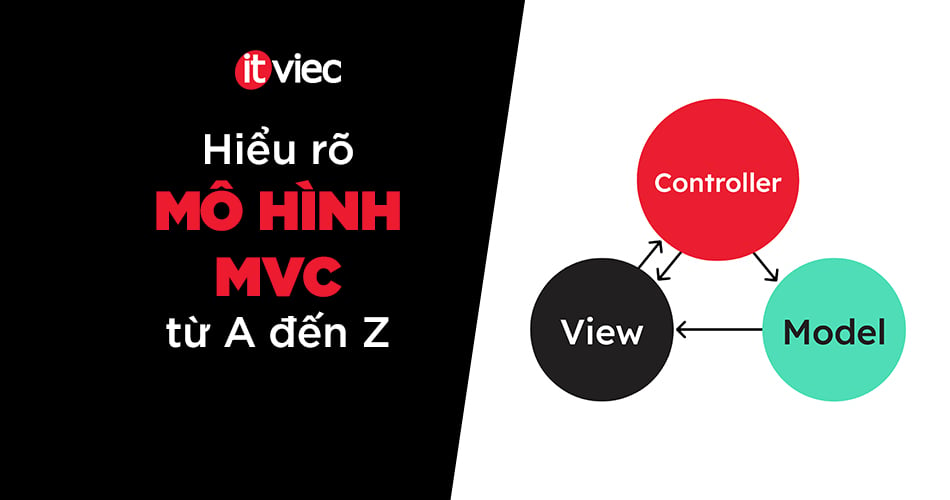 itviec
Hiểu rõ
MÔ HÌNH
MVC
từ A đến Z
Controller
View
Model